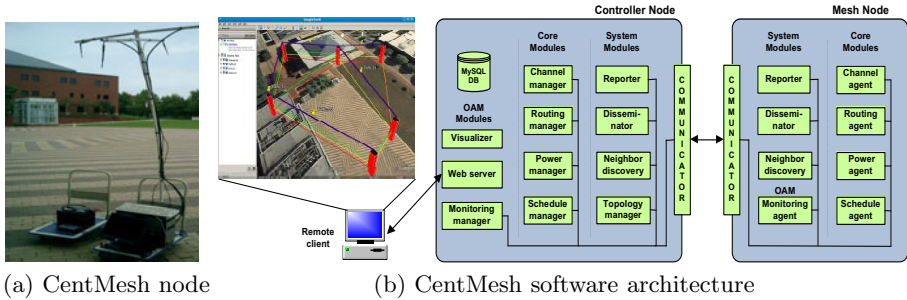 Controller Node
Mesh Node
Core
Modules
System
Modules
System
Modules
Core
Modules
MySQL
DB
Channel
manager
Reporter
Reporter
Channel
agent
OAM
Modules
Routing
manager
Dissemi-
nator
Dissemi-
nator
Routing
agent
Visualizer
Web server
Power
manager
Neighbor
discovery
Neighbor
discovery
Power
agent
OAM
Monitoring
manager
Schedule
manager
Topology
manager
Monitoring
agent
Schedule
agent
COMMUNICATOR
COMMUNICATOR
Remote
client
(a) CentMesh node
(b) CentMesh software architecture